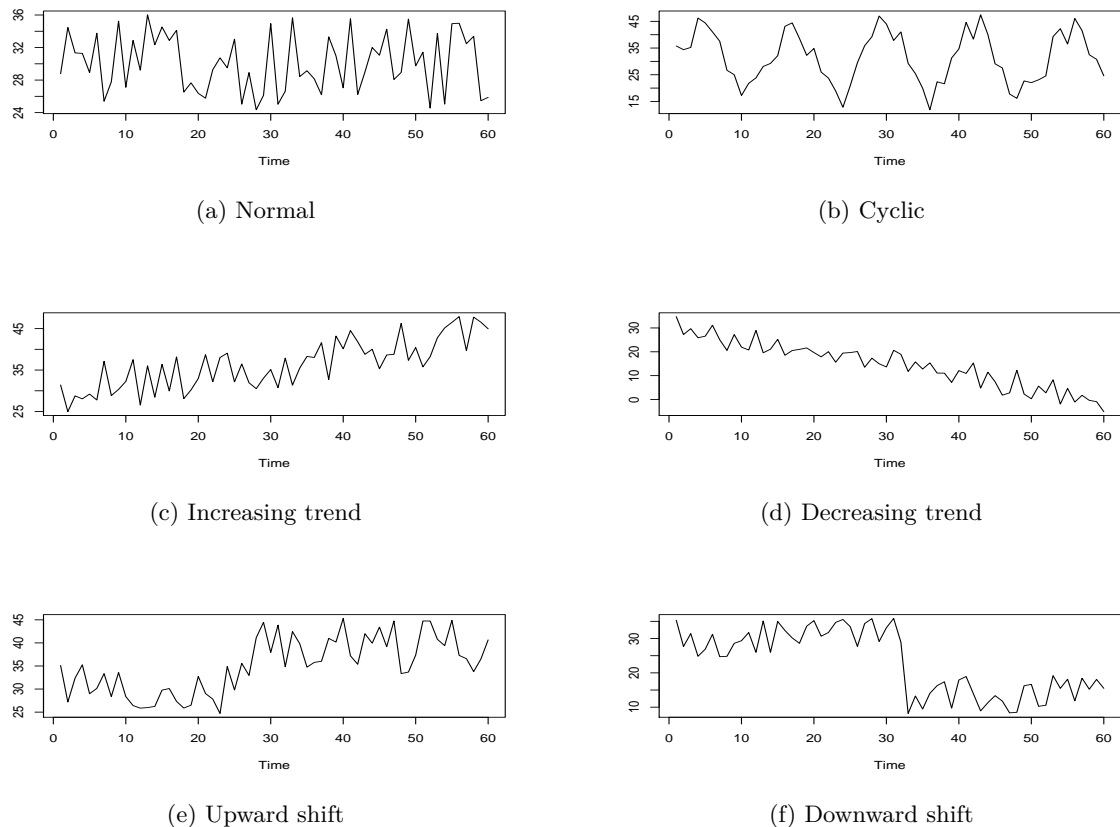 24 28 32 36
0 10 20 30 40 50 60
Time
(a) Normal
15 25 35 45
0 10 20 30 40 50 60
Time
(b) Cyclic
25 35 45
0 10 20 30 40 50 60
Time
(c) Increasing trend
0 10 20 30
0 10 20 30 40 50 60
Time
(d) Decreasing trend
25 30 35 40 45
0 10 20 30 40 50 60
Time
(e) Upward shift
10 20 30
0 10 20 30 40 50 60
Time
(f) Downward shift